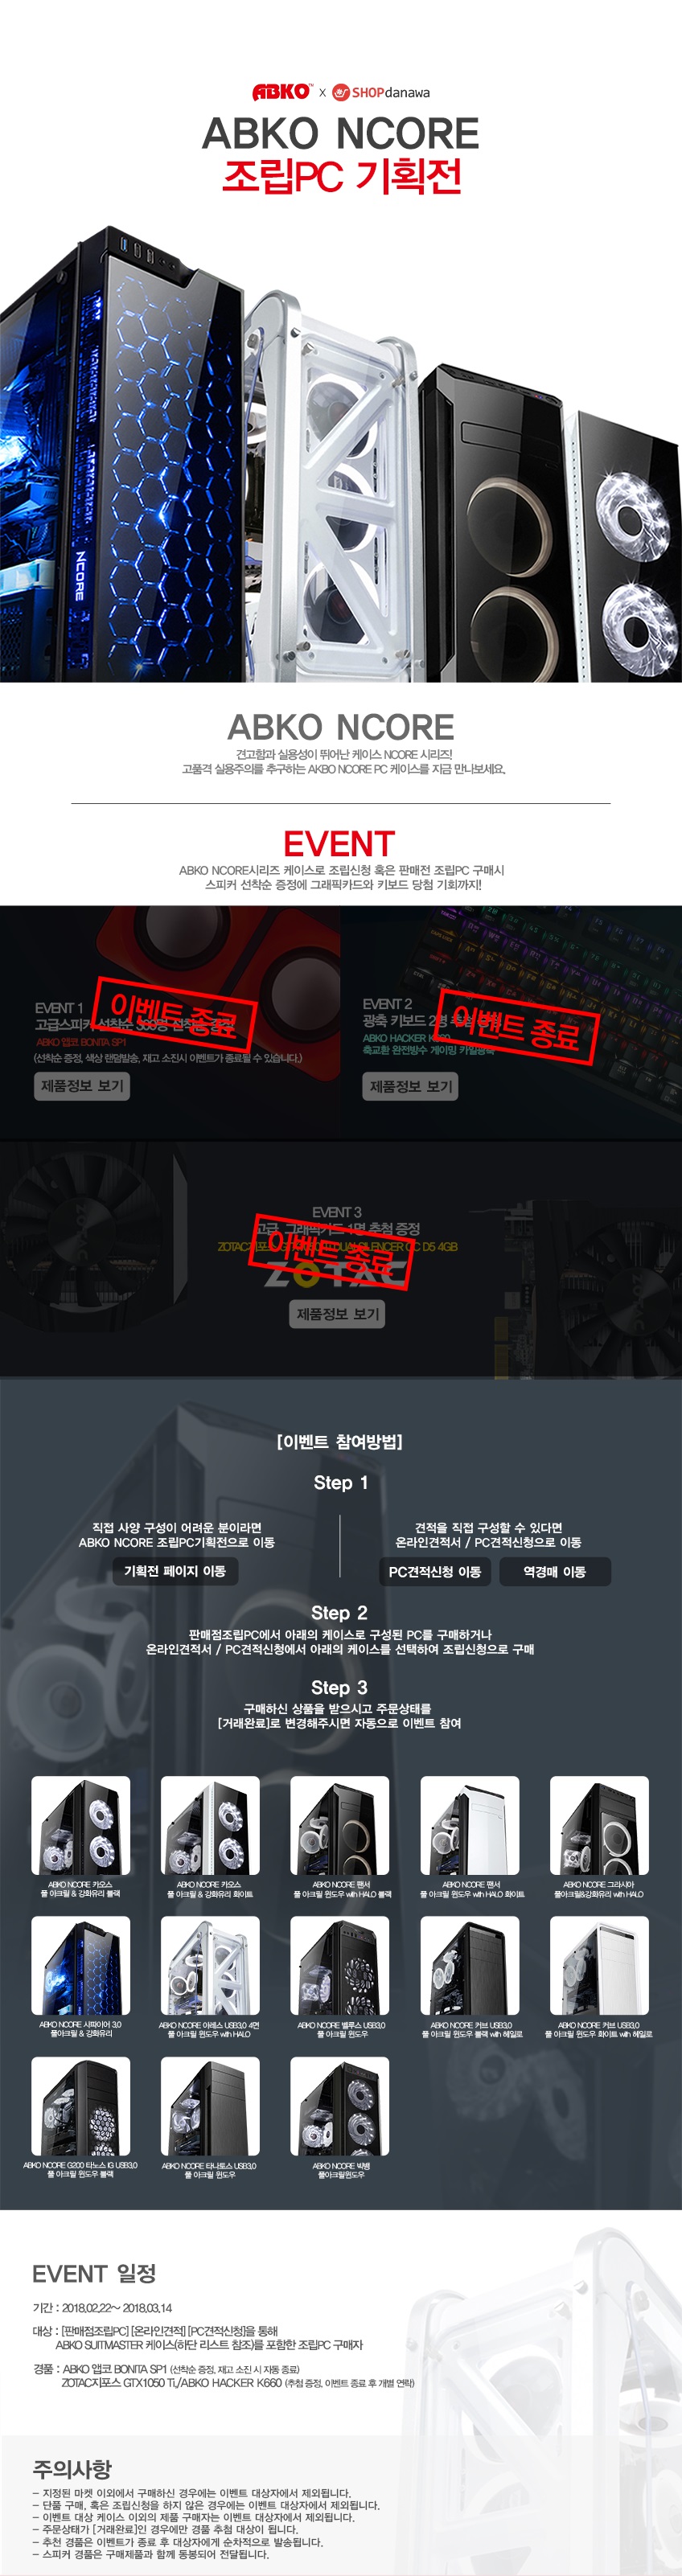 ABKO™ X SHOPdanawa
ABKO NCORE
조립PC 기획전
NCORE
ABKO NCORE
견고함과 실용성이 뛰어난 케이스 NCORE 시리즈!
고품격 실용주의를 추구하는 AKBO NCORE PC 케이스를 지금 만나보세요.
EVENT
ABKO NCORE시리즈 케이스로 조립신청 혹은 판매전 조립PC 구매시
스피커 선착순 증정에 그래픽카드와 키보드 당첨 기회까지!
EVENT 1
고급스피커 선착순
이벤트 종료
ABKO 앱코 BONITA SP1
(선착순 증정, 색상 랜덤발송, 재고 소진시 이벤트가 종료될 수 있습니다.)
제품정보 보기
EVENT 2
광축 키보드 2명
이벤트 종료
ABKO HACKER
축교환 완전방수 게이밍 카일광축
제품정보 보기
EVENT 3
고급 그래픽카드 1명 추첨 증정
이벤트 종료
SILENCER OC D5 4GB
ZOTAC
제품정보 보기
[이벤트 참여방법]
Step 1
직접 사양 구성이 어려운 분이라면
ABKO NCORE 조립PC기획전으로 이동
기획전 페이지 이동
견적을 직접 구성할 수 있다면
온라인견적서 / PC견적신청으로 이동
PC견적신청 이동
역경매 이동
Step 2
판매점조립PC에서 아래의 케이스로 구성된 PC를 구매하거나
온라인견적서 / PC견적신청에서 아래의 케이스를 선택하여 조립신청으로 구매
Step 3
구매하신 상품을 받으시고 주문상태를
[거래완료]로 변경해주시면 자동으로 이벤트 참여
ABKO NCORE 카오스
풀 아크릴 & 강화유리 블랙
ABKO NCORE 카오스
풀 아크릴 & 강화유리 화이트
ABKO NCORE 팬서
풀 아크릴 윈도우 with HALO 블랙
ABKO NCORE 팬서
풀 아크릴 윈도우 with HALO 화이트
ABKO NCORE 그라시아
풀아크릴&강화유리 with HALO
ABKO NCORE 사파이어 3.0
풀아크릴 & 강화유리
ABKO NCORE 아레스 USB3.0 4면
풀 아크릴 윈도우 with HALO
ABKO NCORE 벨루스 USB3.0
풀 아크릴 윈도우
ABKO NCORE 커브 USB3.0
풀 아크릴 윈도우 블랙 with 헤일로
ABKO NCORE 커브 USB3.0
풀 아크릴 윈도우 화이트 with 헤일로
ABKO NCORE G200 타노스 IG USB3.0
풀 아크릴 윈도우 블랙
ABKO NCORE 타나토스 USB3.0
풀 아크릴 윈도우
ABKO NCORE 빅뱅
풀아크릴윈도우
EVENT 일정
기간 : 2018.02.22~ 2018.03.14
대상 : [판매점조립PC] [온라인견적] [PC견적신청]을 통해
ABKO SUITMASTER 케이스(하단 리스트 참조)를 포함한 조립PC 구매자
경품 : ABKO 앱코 BONITA SP1 (선착순 증정, 재고 소진 시 자동 종료)
ZOTAC지포스 GTX1050 Ti,/ABKO HACKER K660 (추첨 증정, 이벤트 종료 후 개별 연락)
주의사항
- 지정된 마켓 이외에서 구매하신 경우에는 이벤트 대상자에서 제외됩니다.
- 단품 구매, 혹은 조립신청을 하지 않은 경우에는 이벤트 대상자에서 제외됩니다.
- 이벤트 대상 케이스 이외의 제품 구매자는 이벤트 대상자에서 제외됩니다.
- 주문상태가 [거래완료]인 경우에만 경품 추첨 대상이 됩니다.
- 추천 경품은 이벤트가 종료 후 대상자에게 순차적으로 발송됩니다.
- 스피커 경품은 구매제품과 함께 동봉되어 전달됩니다.